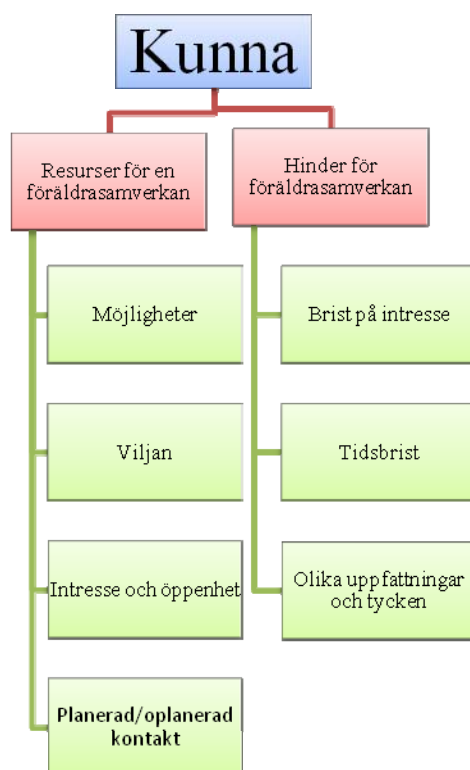 Kunna
Resurser för en
föräldrasamverkan
Hinder för
föräldrasamverkan
Möjligheter
Viljan
Intresse och öppenhet
Planerad/oplanerad
kontakt
Brist på intresse
Tidsbrist
Olika uppfattningar
och tycken